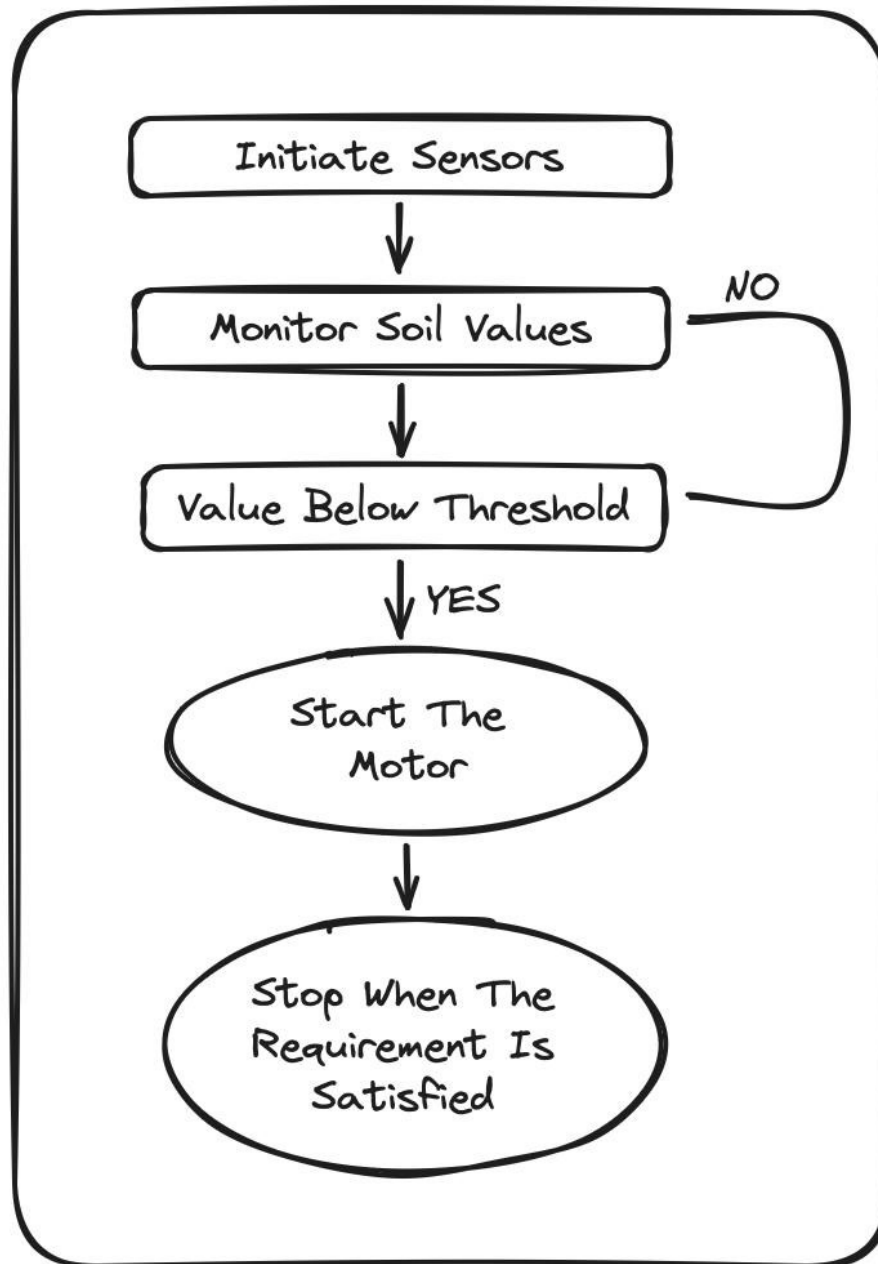 Initiate Sensors
NO
Monitor Soil Values
Value Below Threshold
YES
Start The
Motor
Stop When The
Requirement Is
Satisfied